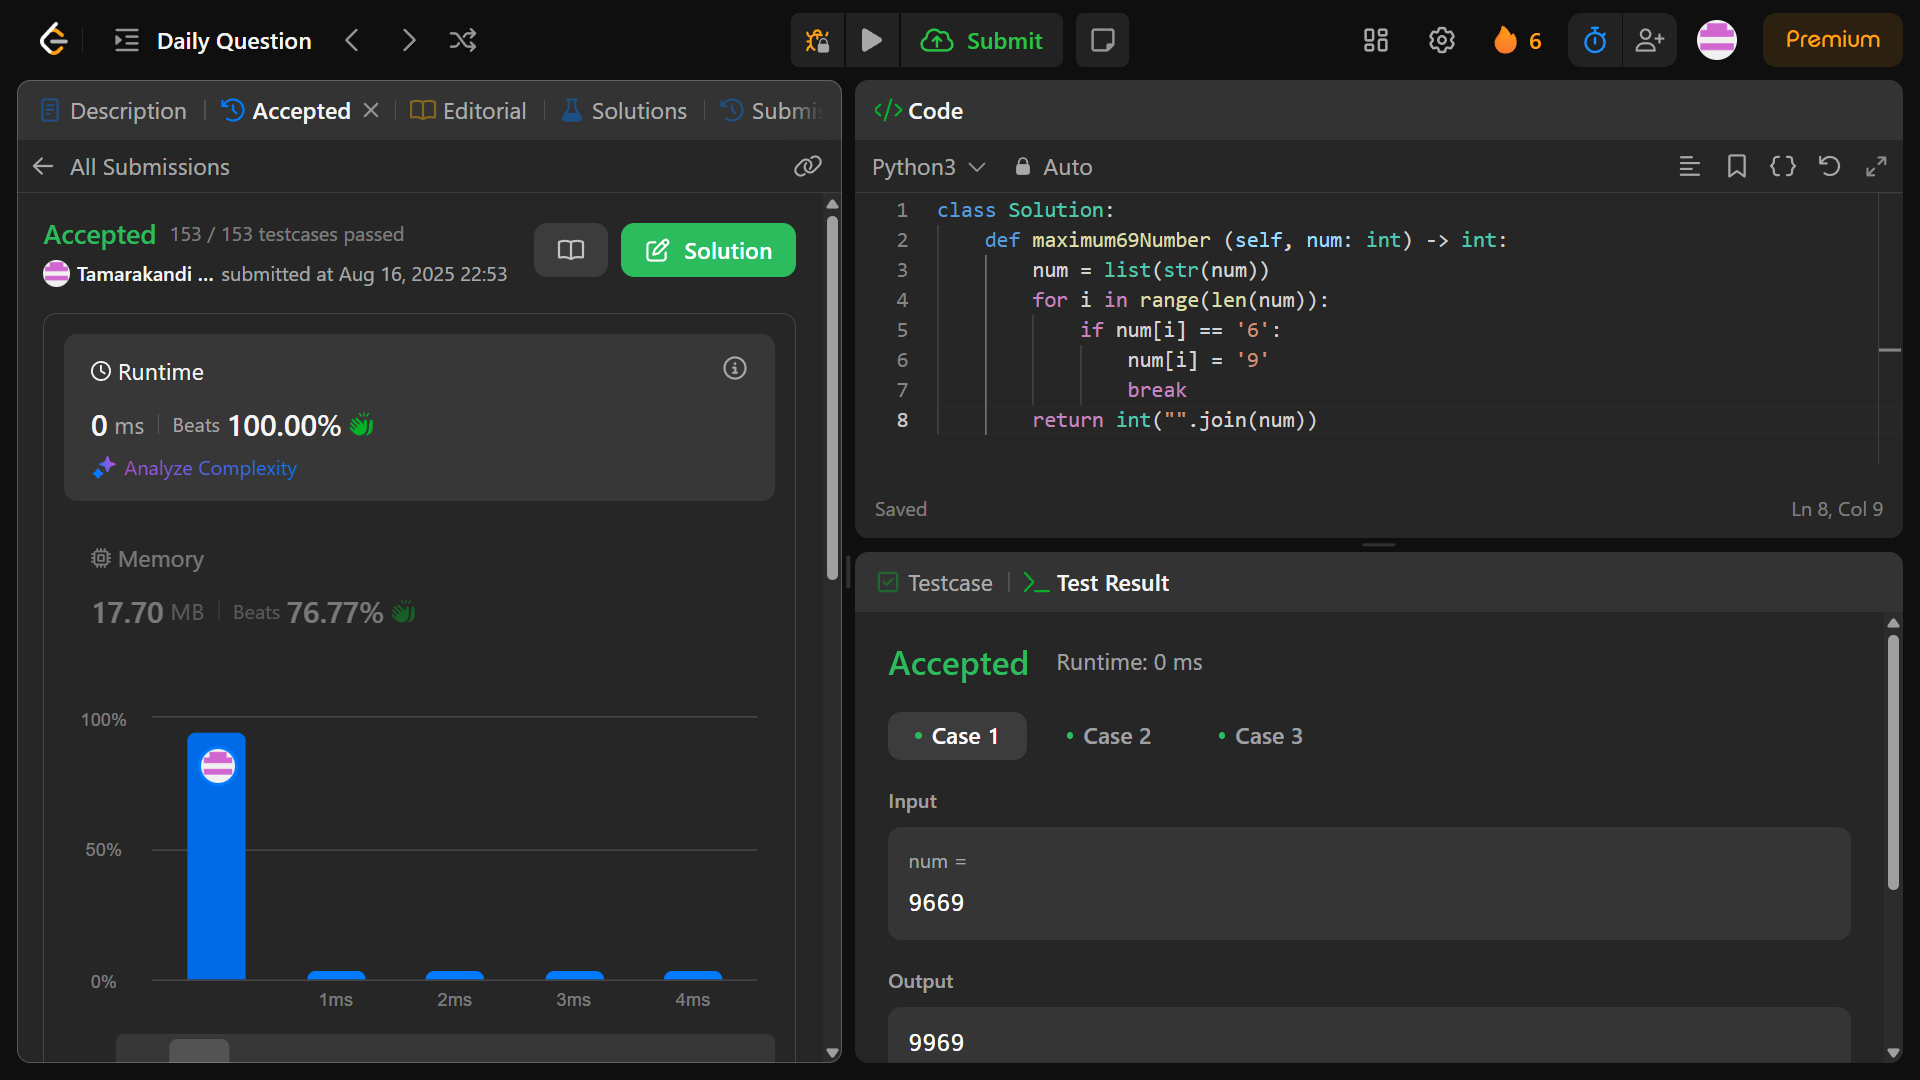 Daily Question
Submit
6
Premium
Description
Accepted
Editorial
Solutions
Submis
All Submissions
Accepted 153 / 153 testcases passed
Tamarakandi ... submitted at Aug 16, 2025 22:53
Solution
Runtime
0 ms Beats 100.00%
Analyze Complexity
Memory
17.70 MB Beats 76.77%
100%
50%
0%
1ms 2ms 3ms 4ms
Code
Python3 Auto
1 class Solution:
2 def maximum69Number (self, num: int) -> int:
3 num = list(str(num))
4 for i in range(len(num)):
5 if num[i] == '6':
6 num[i] = '9'
7 break
8 return int("".join(num))
Saved
Ln 8, Col 9
Testcase
Test Result
Accepted Runtime: 0 ms
Case 1 Case 2 Case 3
Input
num =
9669
Output
9969